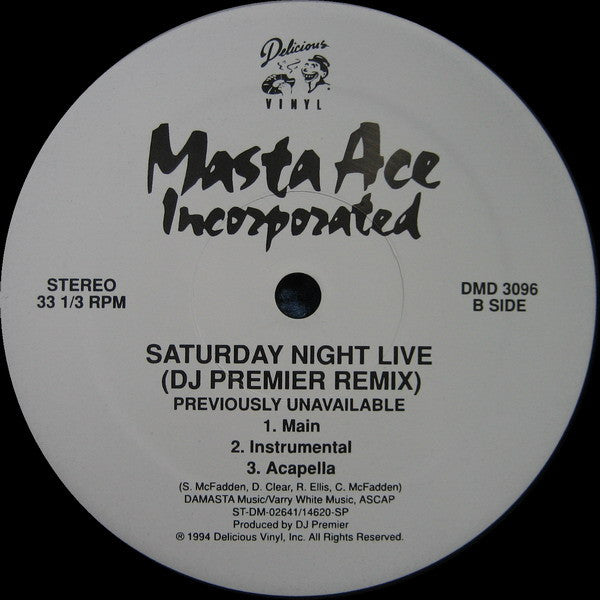 Delicious
VINYL
Masta Ace
Incorporated
STEREO
33 1/3 RPM
DMD 3096
B SIDE
SATURDAY NIGHT LIVE
(DJ PREMIER REMIX)
PREVIOUSLY UNAVAILABLE
1. Main
2. Instrumental
3. Acapella
(S. McFadden, D. Clear, R. Ellis, C. McFadden)
DAMASTA Music/Varry White Music, ASCAP
ST-DM-02641/14620-SP
Produced by DJ Premier
℗ 1994 Delicious Vinyl, Inc. All Rights Reserved.